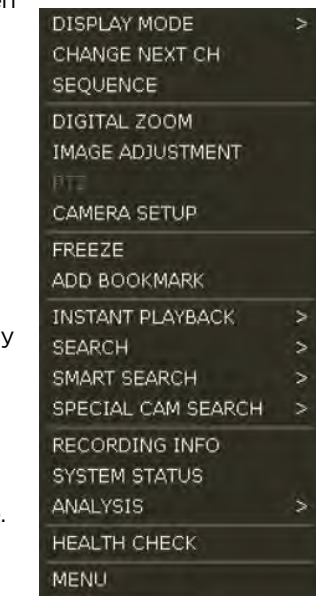 DISPLAY MODE >
CHANGE NEXT CH
SEQUENCE
DIGITAL ZOOM
IMAGE ADJUSTMENT
PTZ
CAMERA SETUP
FREEZE
ADD BOOKMARK
INSTANT PLAYBACK >
y
SEARCH >
SMART SEARCH >
SPECIAL CAM SEARCH >
RECORDING INFO
SYSTEM STATUS
ANALYSIS >
HEALTH CHECK
MENU